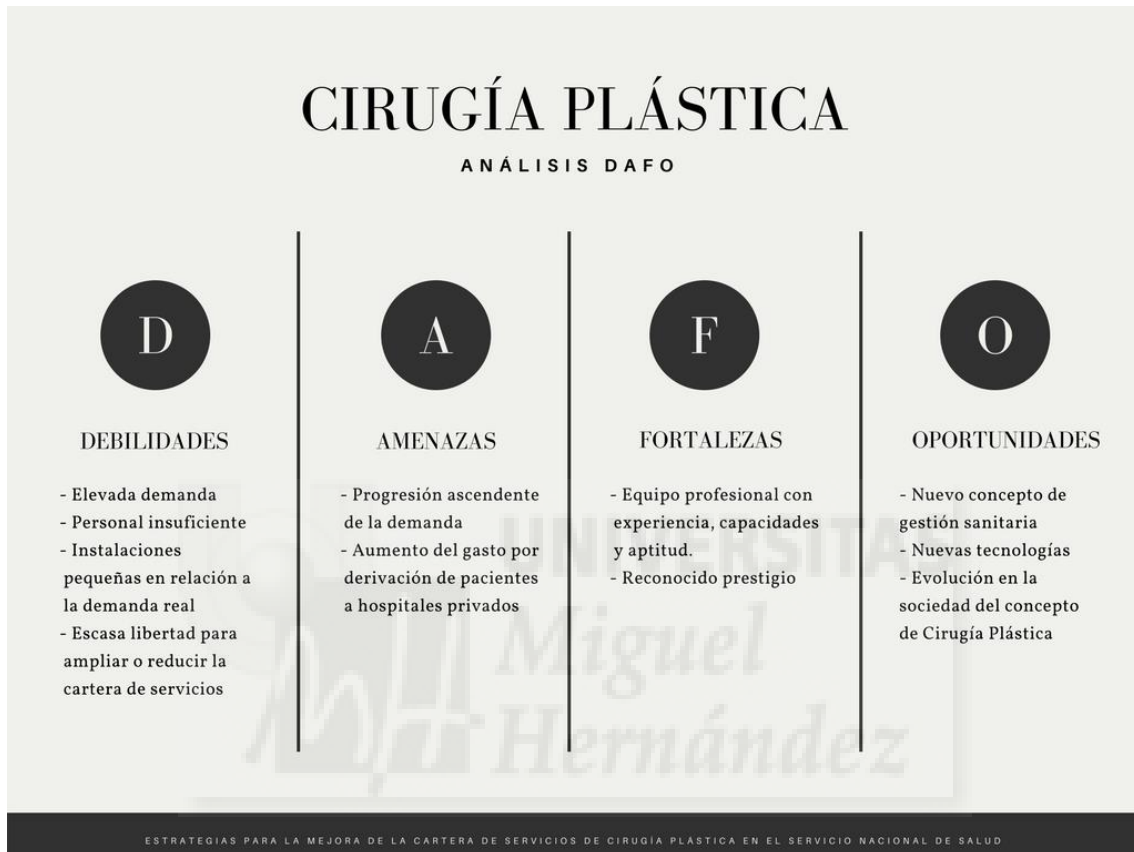 CIRUGÍA PLÁSTICA
ANÁLISIS DAFO
D
DEBILIDADES
- Elevada demanda
- Personal insuficiente
- Instalaciones
pequeñas en relación a
la demanda real
- Escasa libertad para
ampliar o reducir la
cartera de servicios
A
AMENAZAS
- Progresión ascendente
de la demanda
- Aumento del gasto por
derivación de pacientes
a hospitales privados
F
FORTALEZAS
- Equipo profesional con
experiencia, capacidades
y aptitud.
- Reconocido prestigio
O
OPORTUNIDADES
- Nuevo concepto de
gestión sanitaria
- Nuevas tecnologías
- Evolución en la
sociedad del concepto
de Cirugía Plástica
UNIVERSITAS
Miguel
Hernández
ESTRATEGIAS PARA LA MEJORA DE LA CARTERA DE SERVICIOS DE CIRUGÍA PLÁSTICA EN EL SERVICIO NACIONAL DE SALUD